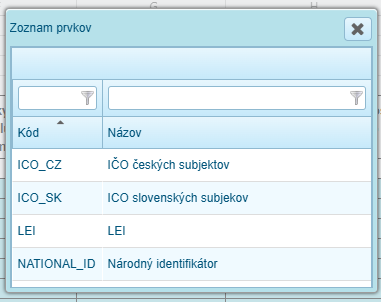 G H
Zoznam prvkov
Kód Názov
ICO_CZ IČO českých subjektov
ICO_SK ICO slovenských subjekov
LEI LEI
NATIONAL_ID Národný identifikátor